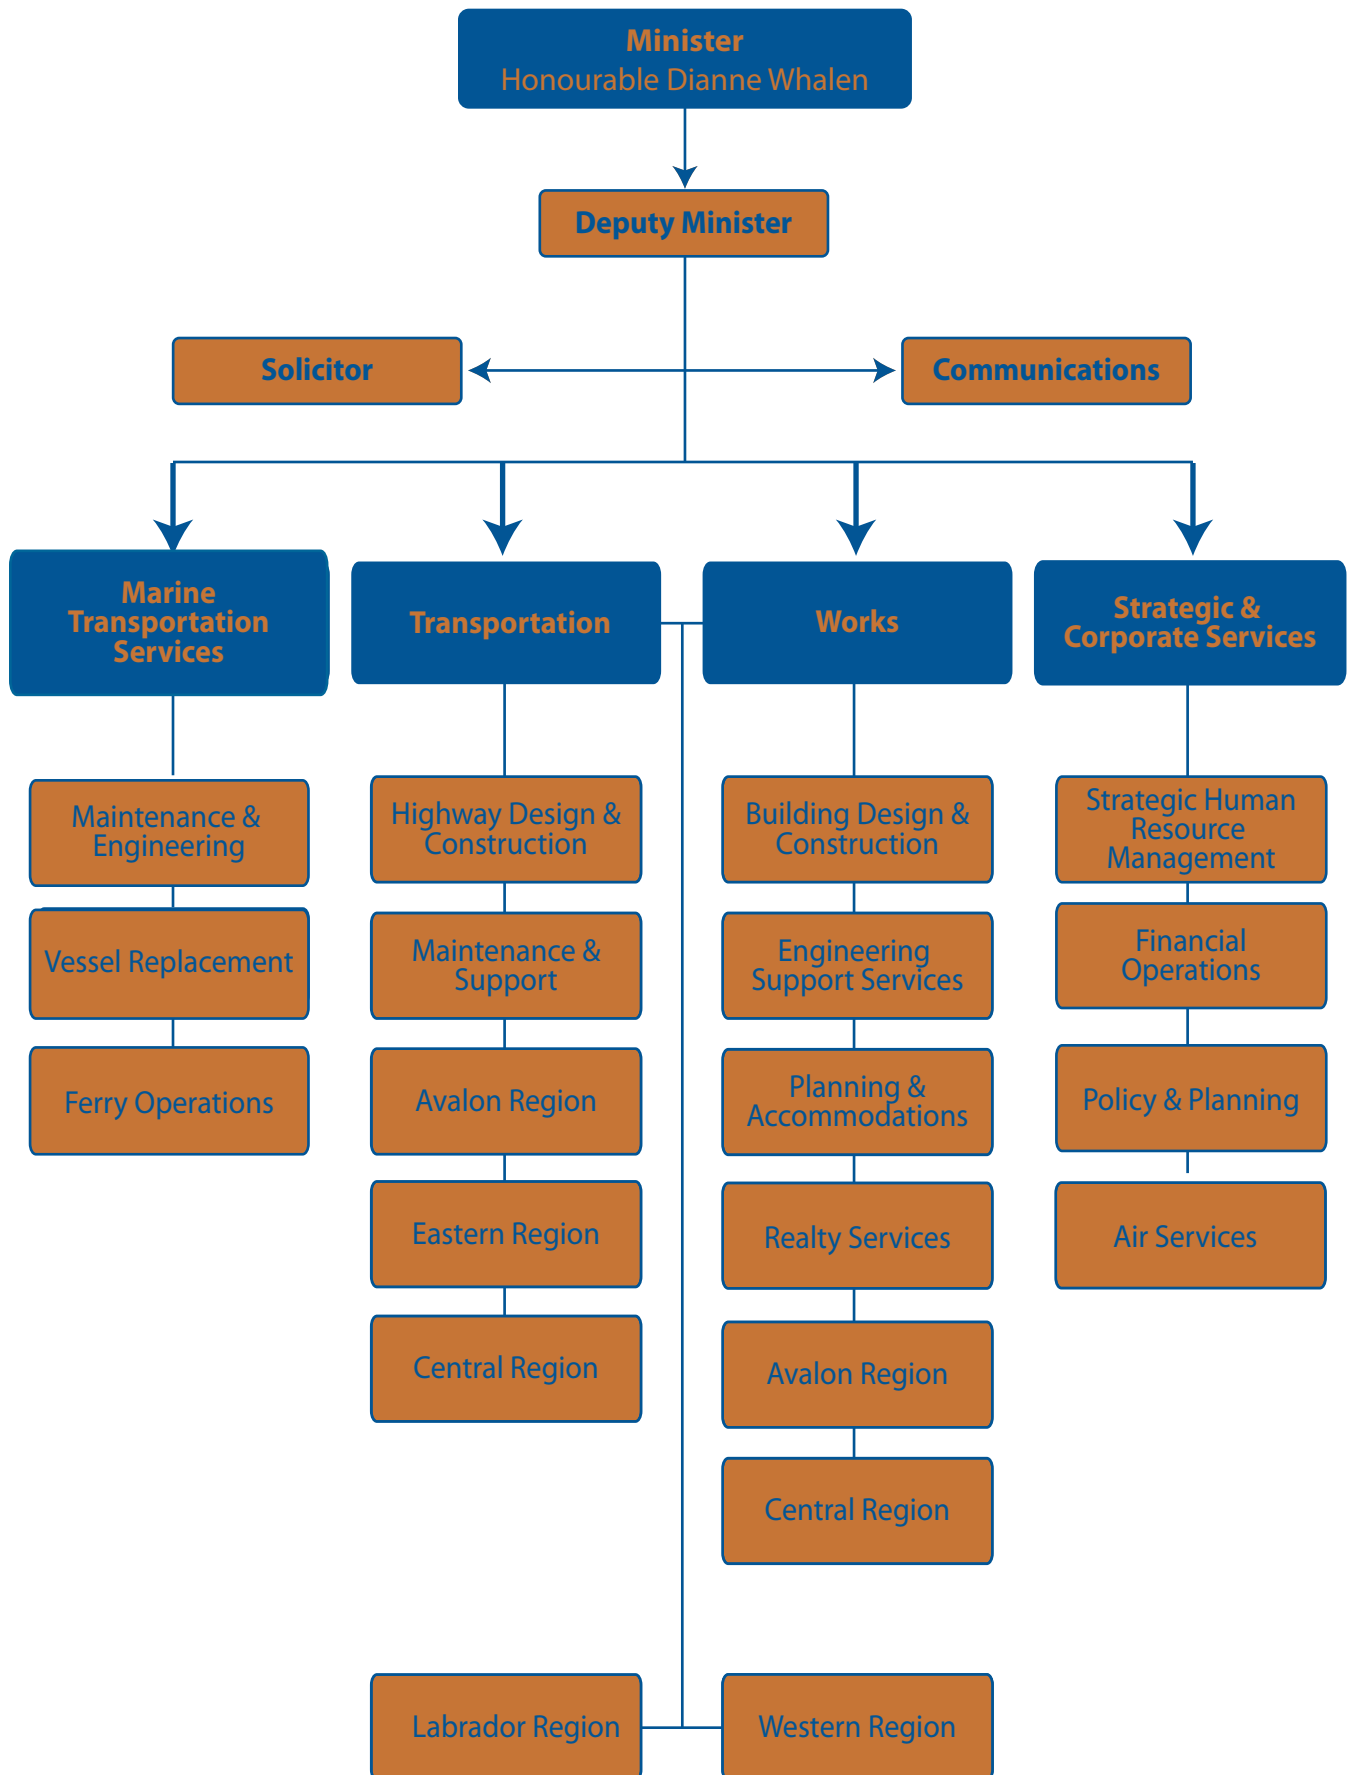 Minister
Honourable Dianne Whalen
Deputy Minister
Solicitor
Communications
Marine
Transportation
Services
Transportation
Works
Strategic &
Corporate Services
Maintenance &
Engineering
Vessel Replacement
Ferry Operations
Highway Design &
Construction
Maintenance &
Support
Avalon Region
Eastern Region
Central Region
Building Design &
Construction
Engineering
Support Services
Planning &
Accommodations
Realty Services
Avalon Region
Central Region
Strategic Human
Resource
Management
Financial
Operations
Policy & Planning
Air Services
Labrador Region
Western Region